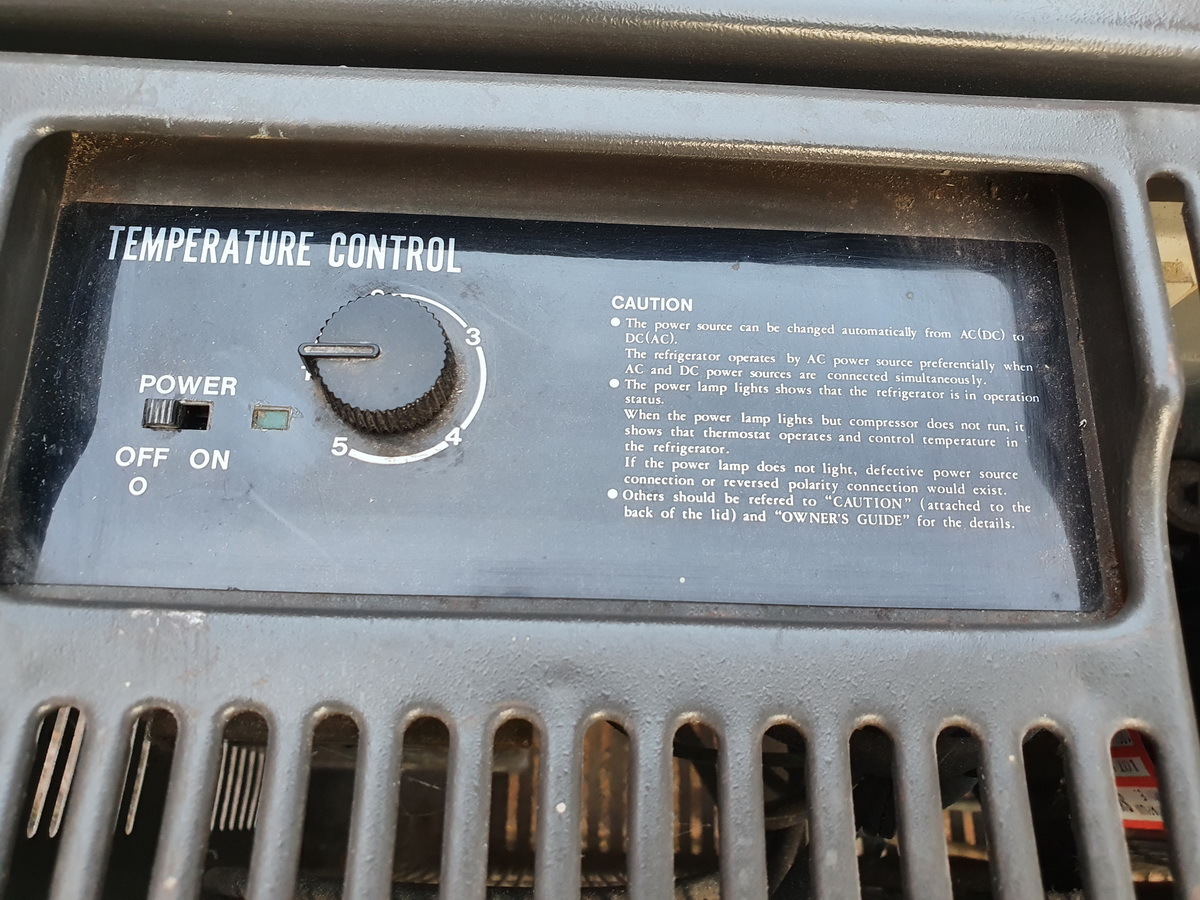 TEMPERATURE CONTROL
POWER
OFF ON
O
3
4
5
CAUTION
● The power source can be changed automatically from AC(DC) to
DC(AC).
The refrigerator operates by AC power source preferentially when
AC and DC power sources are connected simultaneously.
● The power lamp lights shows that the refrigerator is in operation
status.
When the power lamp lights but compressor does not run, it
shows that thermostat operates and control temperature in
the refrigerator.
If the power lamp does not light, defective power source
connection or reversed polarity connection would exist.
● Others should be refered to “CAUTION” (attached to the
back of the lid) and “OWNER'S GUIDE” for the details.